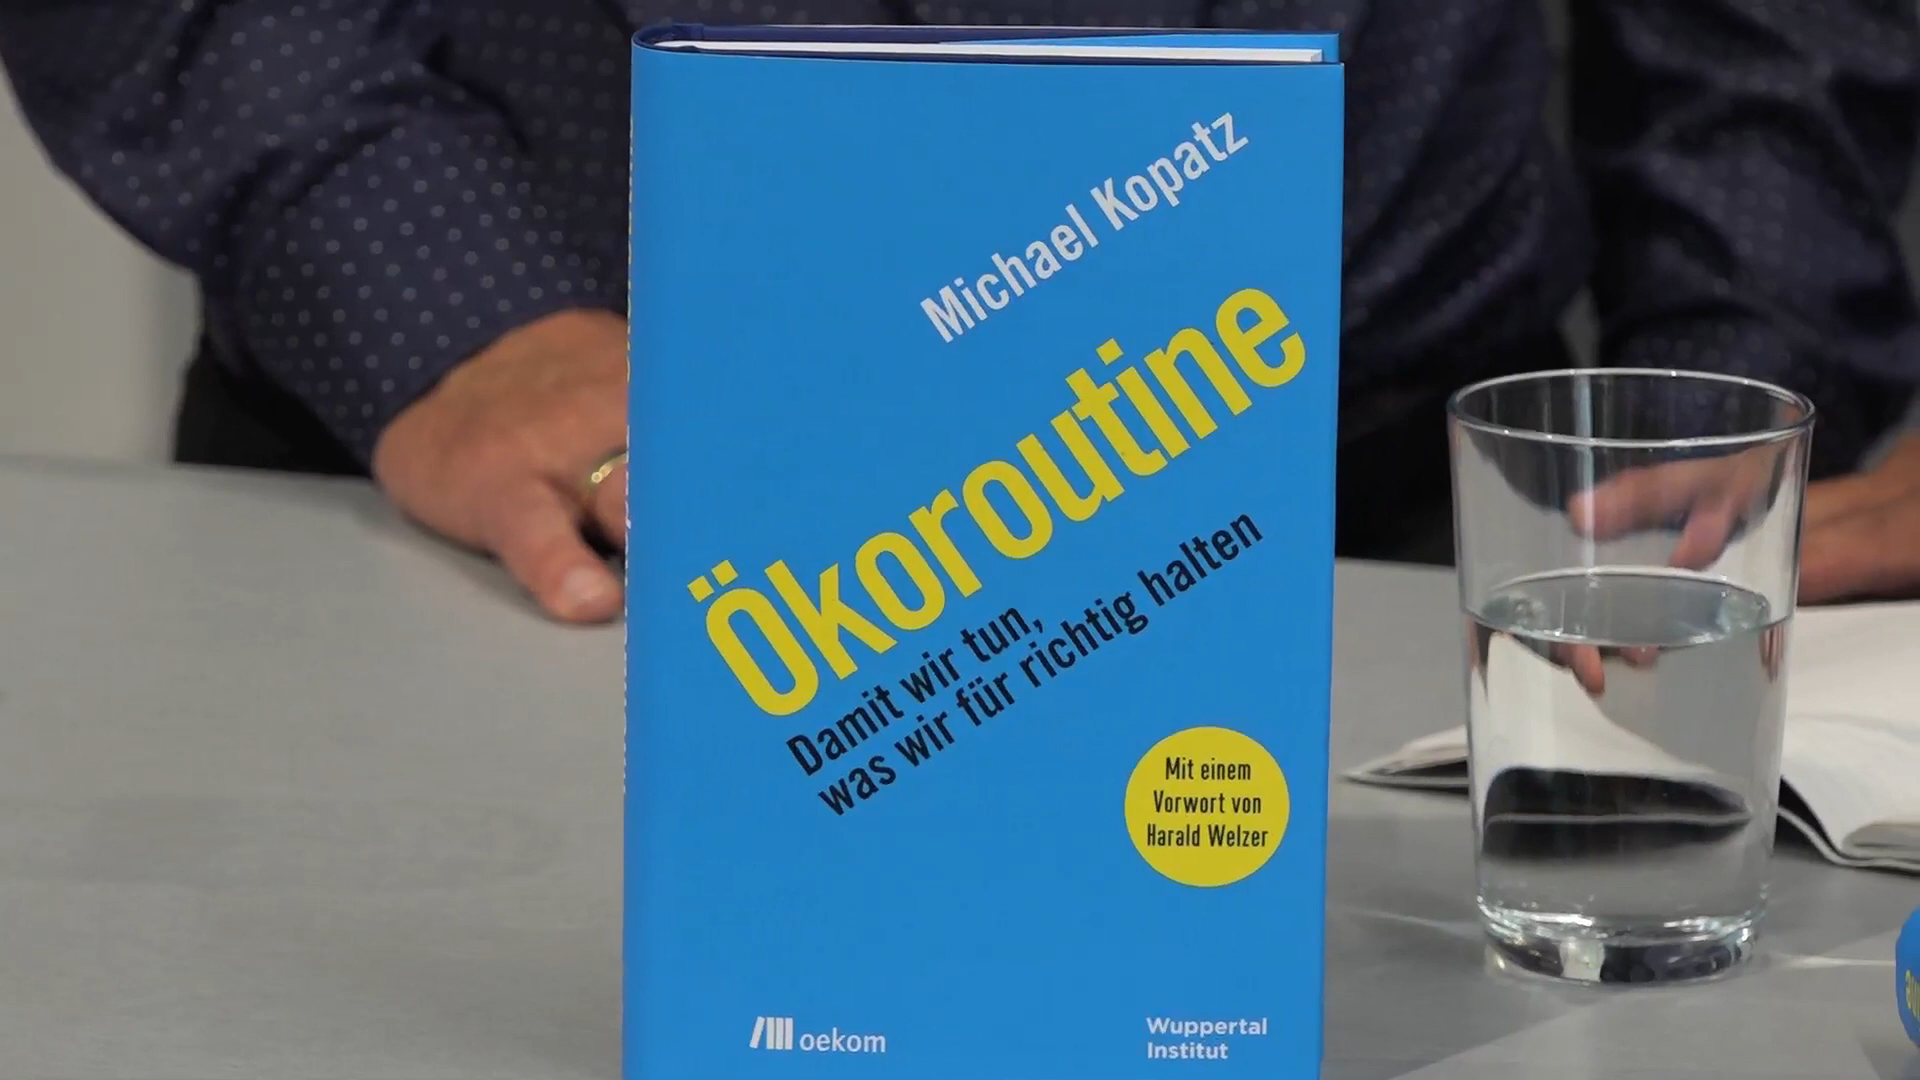 Michael Kopatz
Ökoroutine
Damit wir tun,
was wir für richtig halten
Mit einem
Vorwort von
Harald Welzer
oekom
Wuppertal
Institut